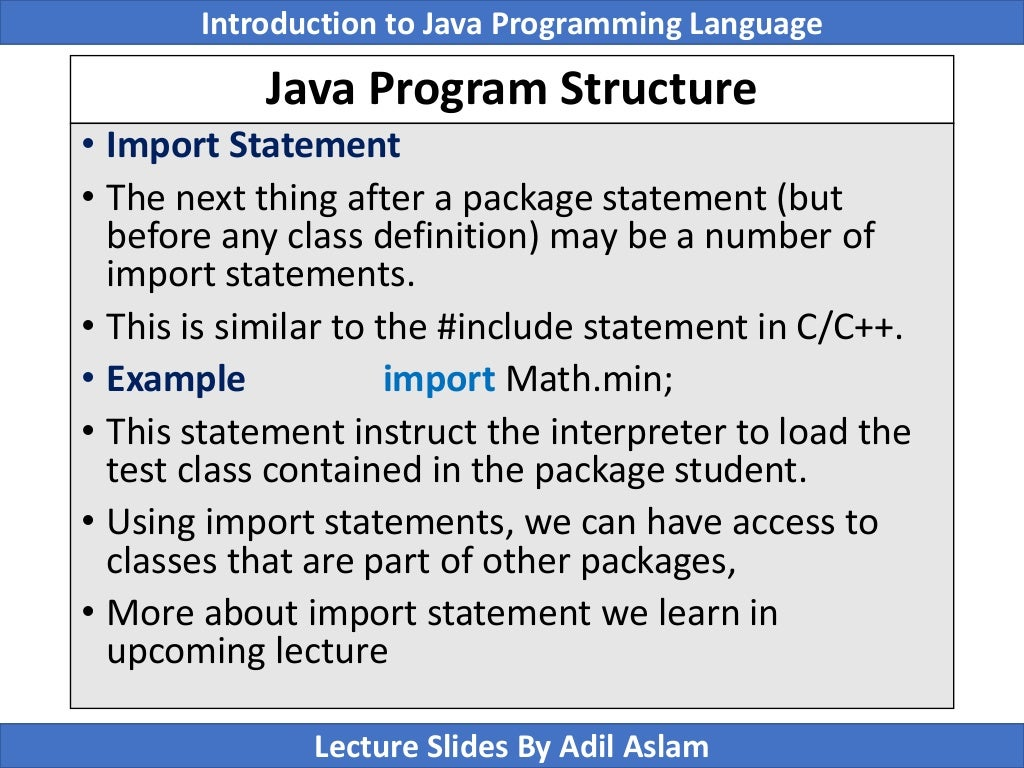 Introduction to Java Programming Language
Java Program Structure
• Import Statement
• The next thing after a package statement (but
before any class definition) may be a number of
import statements.
• This is similar to the #include statement in C/C++.
• Example import Math.min;
• This statement instruct the interpreter to load the
test class contained in the package student.
• Using import statements, we can have access to
classes that are part of other packages,
• More about import statement we learn in
upcoming lecture
Lecture Slides By Adil Aslam